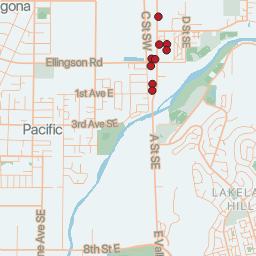 gona
C St SW
D St SE
Ellingson Rd
1st Ave E
3rd Ave SE
Pacific
A St SE
LAKELA
HILL
ne Ave SE
8th St E
E Vall